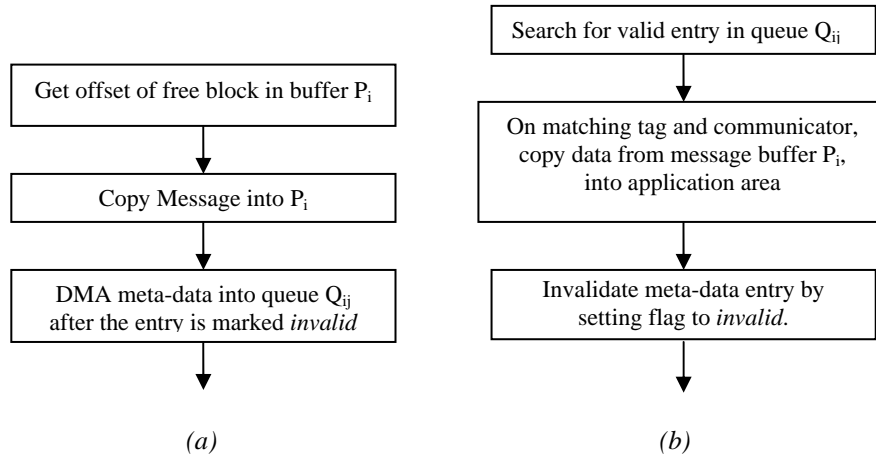 Get offset of free block in buffer Pi
Copy Message into Pi
DMA meta-data into queue Qij
after the entry is marked invalid
(a)
Search for valid entry in queue Qij
On matching tag and communicator,
copy data from message buffer Pi,
into application area
Invalidate meta-data entry by
setting flag to invalid.
(b)